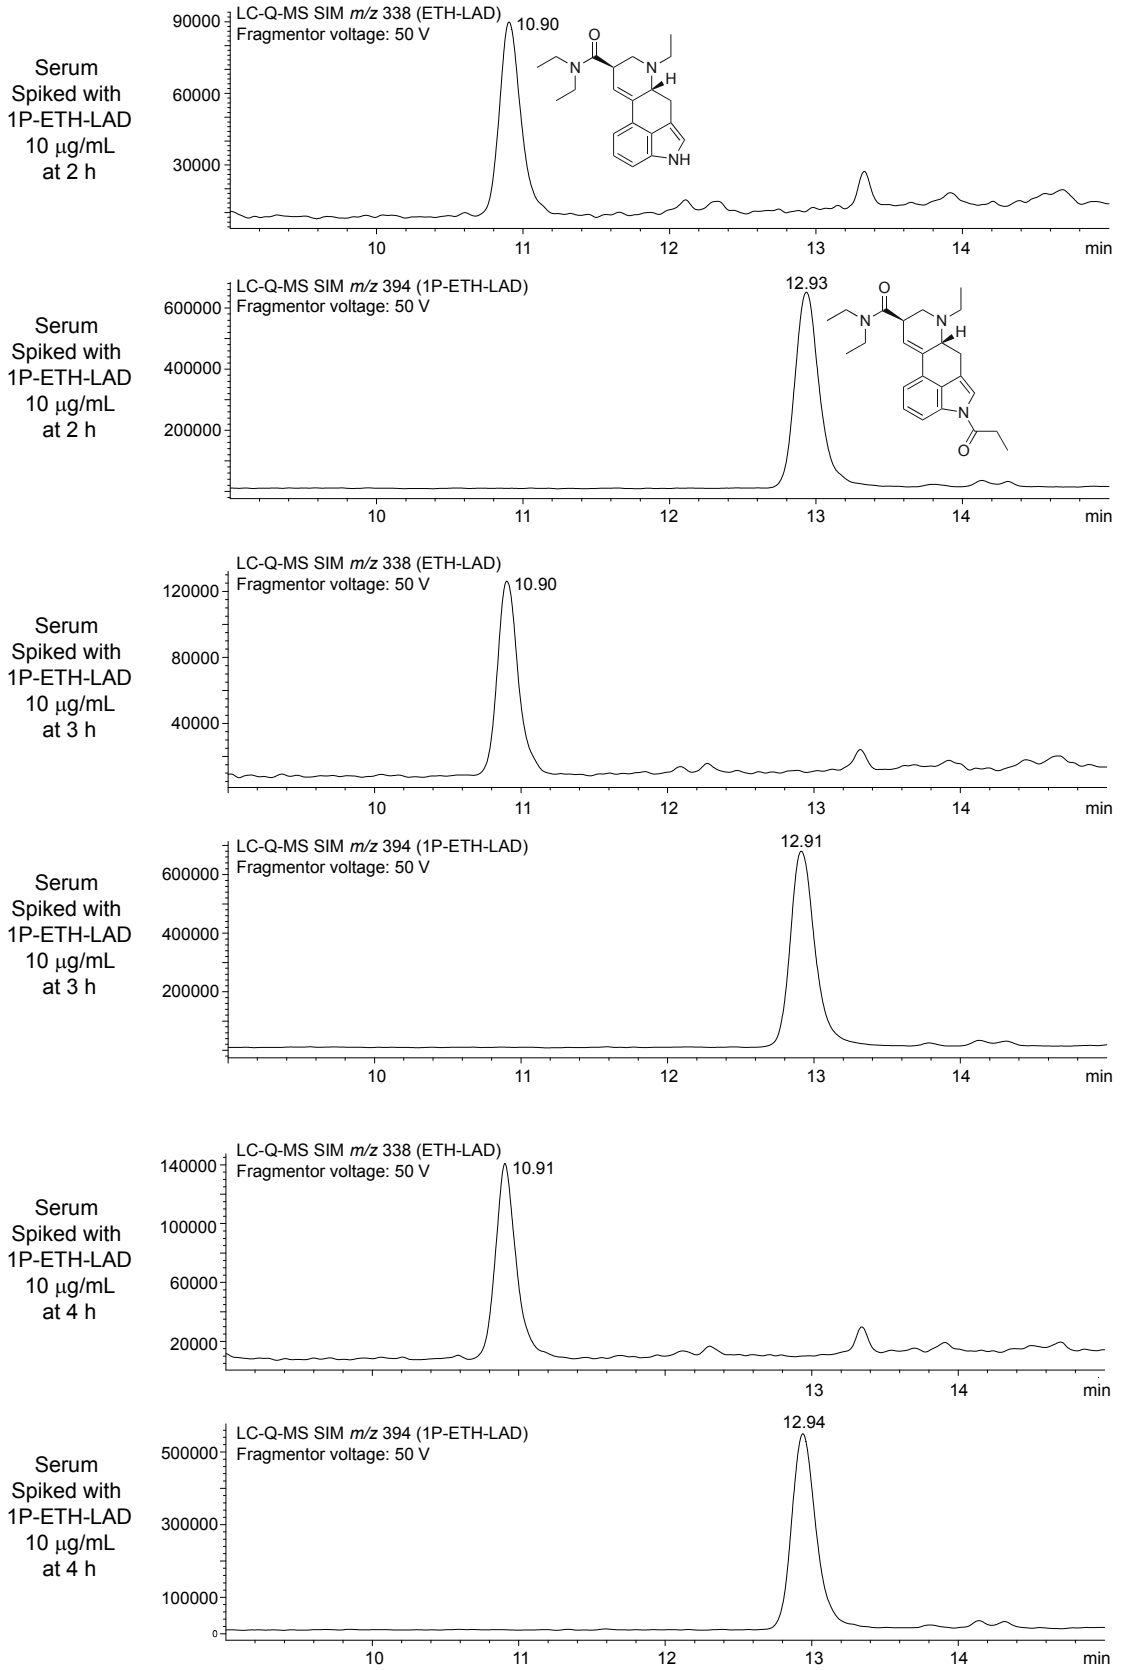 LC-Q-MS SIM m/z 338 (ETH-LAD)
Fragmentor voltage: 50 V
10.90
90000
60000
30000
Serum
Spiked with
1P-ETH-LAD
10 μg/mL
at 2 h
O
N
N
H
NH
10 11 12 13 14 min
LC-Q-MS SIM m/z 394 (1P-ETH-LAD)
Fragmentor voltage: 50 V
12.93
600000
400000
200000
Serum
Spiked with
1P-ETH-LAD
10 μg/mL
at 2 h
O
N
N
H
N
O
10 11 12 13 14 min
LC-Q-MS SIM m/z 338 (ETH-LAD)
Fragmentor voltage: 50 V
10.90
120000
80000
40000
Serum
Spiked with
1P-ETH-LAD
10 μg/mL
at 3 h
10 11 12 13 14 min
LC-Q-MS SIM m/z 394 (1P-ETH-LAD)
Fragmentor voltage: 50 V
12.91
600000
400000
200000
Serum
Spiked with
1P-ETH-LAD
10 μg/mL
at 3 h
10 11 12 13 14 min
LC-Q-MS SIM m/z 338 (ETH-LAD)
Fragmentor voltage: 50 V
10.91
140000
100000
60000
20000
Serum
Spiked with
1P-ETH-LAD
10 μg/mL
at 4 h
13 14 min
LC-Q-MS SIM m/z 394 (1P-ETH-LAD)
Fragmentor voltage: 50 V
12.94
500000
300000
100000
0
Serum
Spiked with
1P-ETH-LAD
10 μg/mL
at 4 h
10 11 12 13 14 min